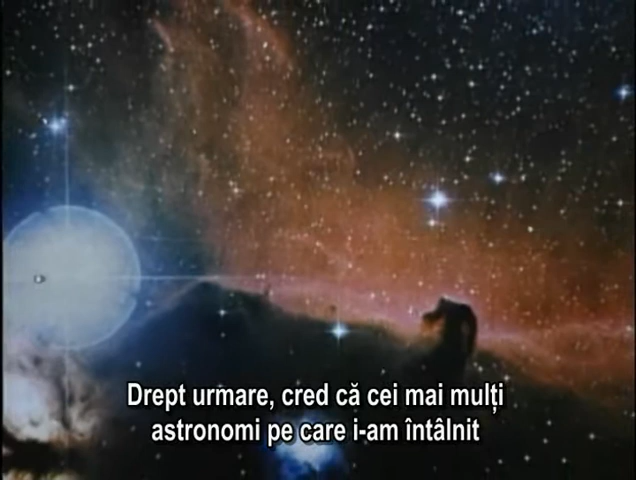 Drept urmare, cred că cei mai mulți
astronomi pe care i-am întâlnit